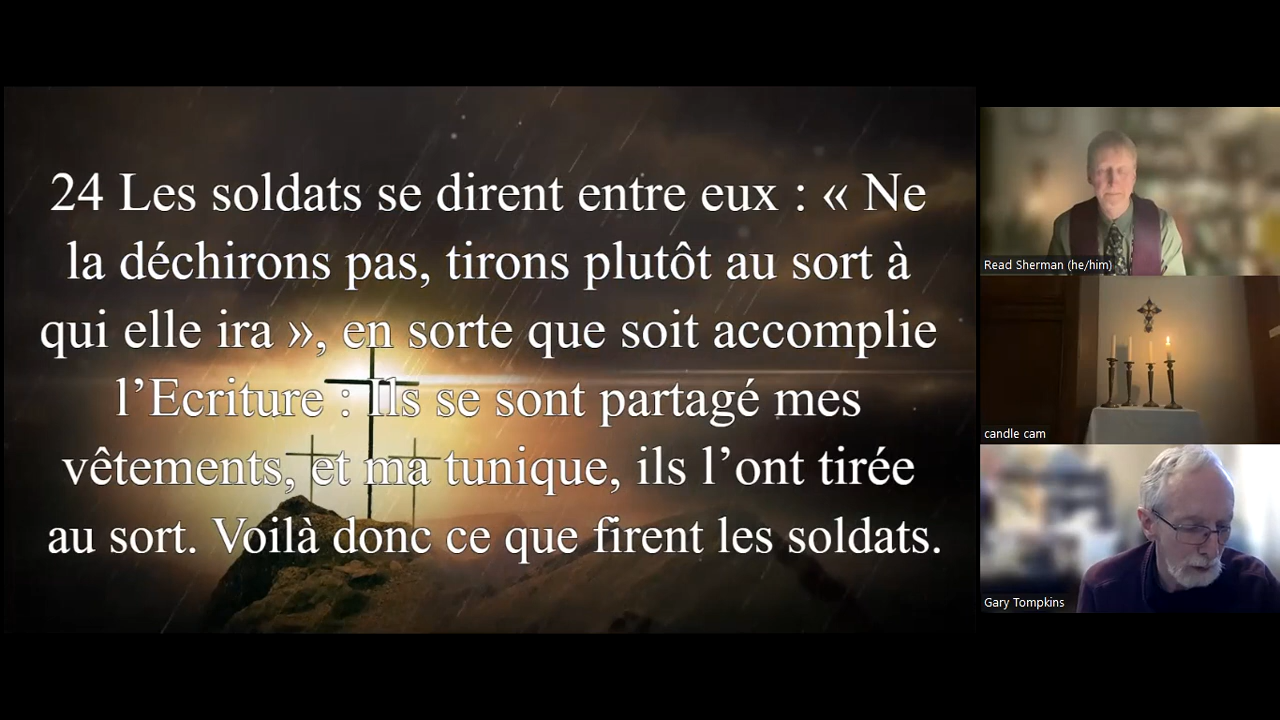 24 Les soldats se dirent entre eux : « Ne
la déchirons pas, tirons plutôt au sort à
qui elle ira », en sorte que soit accomplie
l’Ecriture : Ils se sont partagé mes
vêtements, et ma tunique, ils l’ont tirée
au sort. Voilà donc ce que firent les soldats.
Read Sherman (he/him)
candle cam
Gary Tompkins